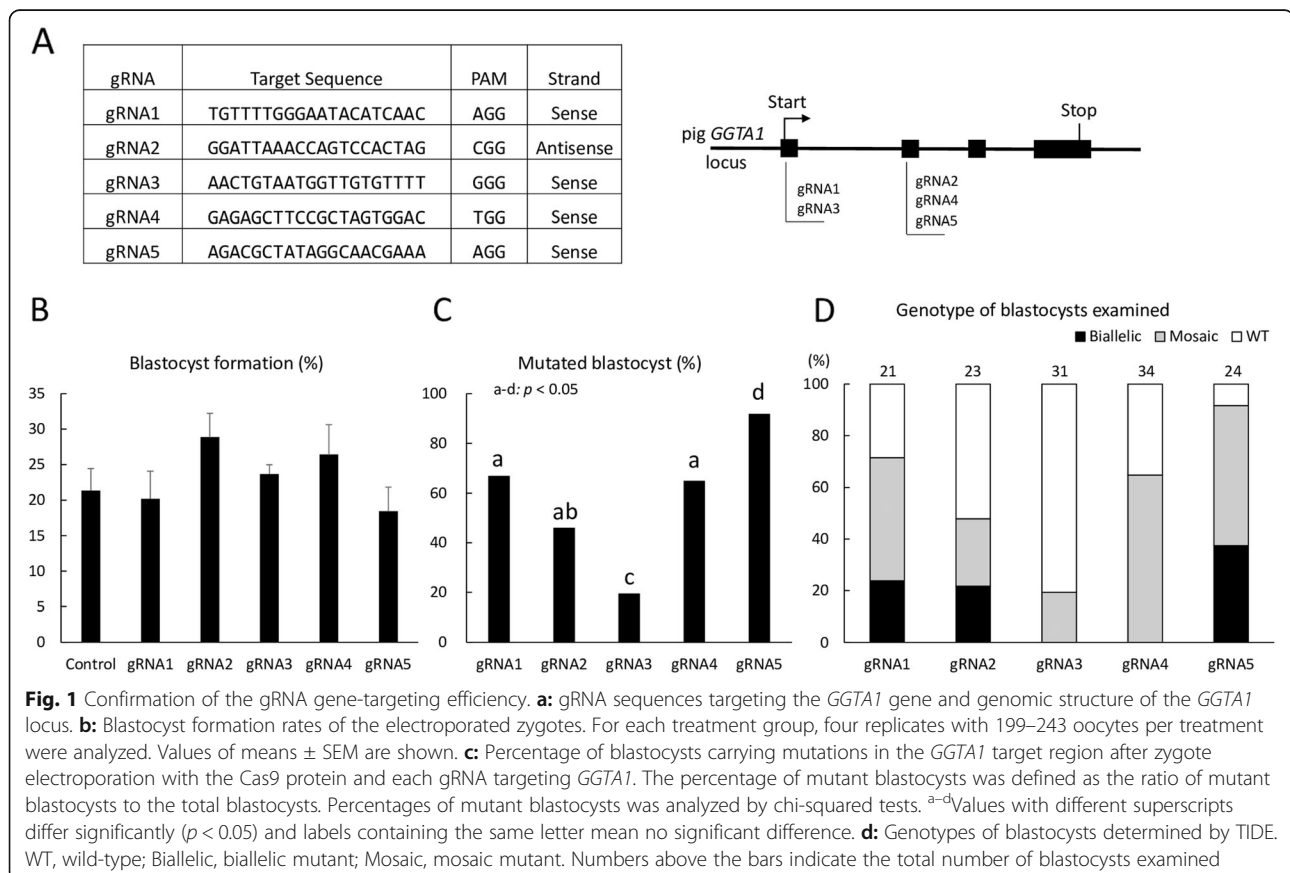 A
gRNA Target Sequence PAM Strand
gRNA1 TGTTTTGGGAATACATCAAC AGG Sense
gRNA2 GGATTAAACCAGTCCACTAG CGG Antisense
gRNA3 AACTGTAATGGTTGTGTTTT GGG Sense
gRNA4 GAGAGCTTCCGCTAGTGGAC TGG Sense
gRNA5 AGACGCTATAGGCAACGAAA AGG Sense
Start
Stop
pig GGTA1
locus
gRNA1
gRNA3
gRNA2
gRNA4
gRNA5
B
Blastocyst formation (%)
35
30
25
20
15
10
5
0
Control gRNA1 gRNA2 gRNA3 gRNA4 gRNA5
C
Mutated blastocyst (%)
a-d: p < 0.05
100
80
60
40
20
0
a
ab
c
a
d
gRNA1 gRNA2 gRNA3 gRNA4 gRNA5
D
Genotype of blastocysts examined
Biallelic Mosaic WT
(%)
21 23 31 34 24
100
80
60
40
20
0
gRNA1 gRNA2 gRNA3 gRNA4 gRNA5
Fig. 1 Confirmation of the gRNA gene-targeting efficiency. a: gRNA sequences targeting the GGTA1 gene and genomic structure of the GGTA1
locus. b: Blastocyst formation rates of the electroporated zygotes. For each treatment group, four replicates with 199–243 oocytes per treatment
were analyzed. Values of means ± SEM are shown. c: Percentage of blastocysts carrying mutations in the GGTA1 target region after zygote
electroporation with the Cas9 protein and each gRNA targeting GGTA1. The percentage of mutant blastocysts was defined as the ratio of mutant
blastocysts to the total blastocysts. Percentages of mutant blastocysts was analyzed by chi-squared tests. a–dValues with different superscripts
differ significantly (p < 0.05) and labels containing the same letter mean no significant difference. d: Genotypes of blastocysts determined by TIDE.
WT, wild-type; Biallelic, biallelic mutant; Mosaic, mosaic mutant. Numbers above the bars indicate the total number of blastocysts examined